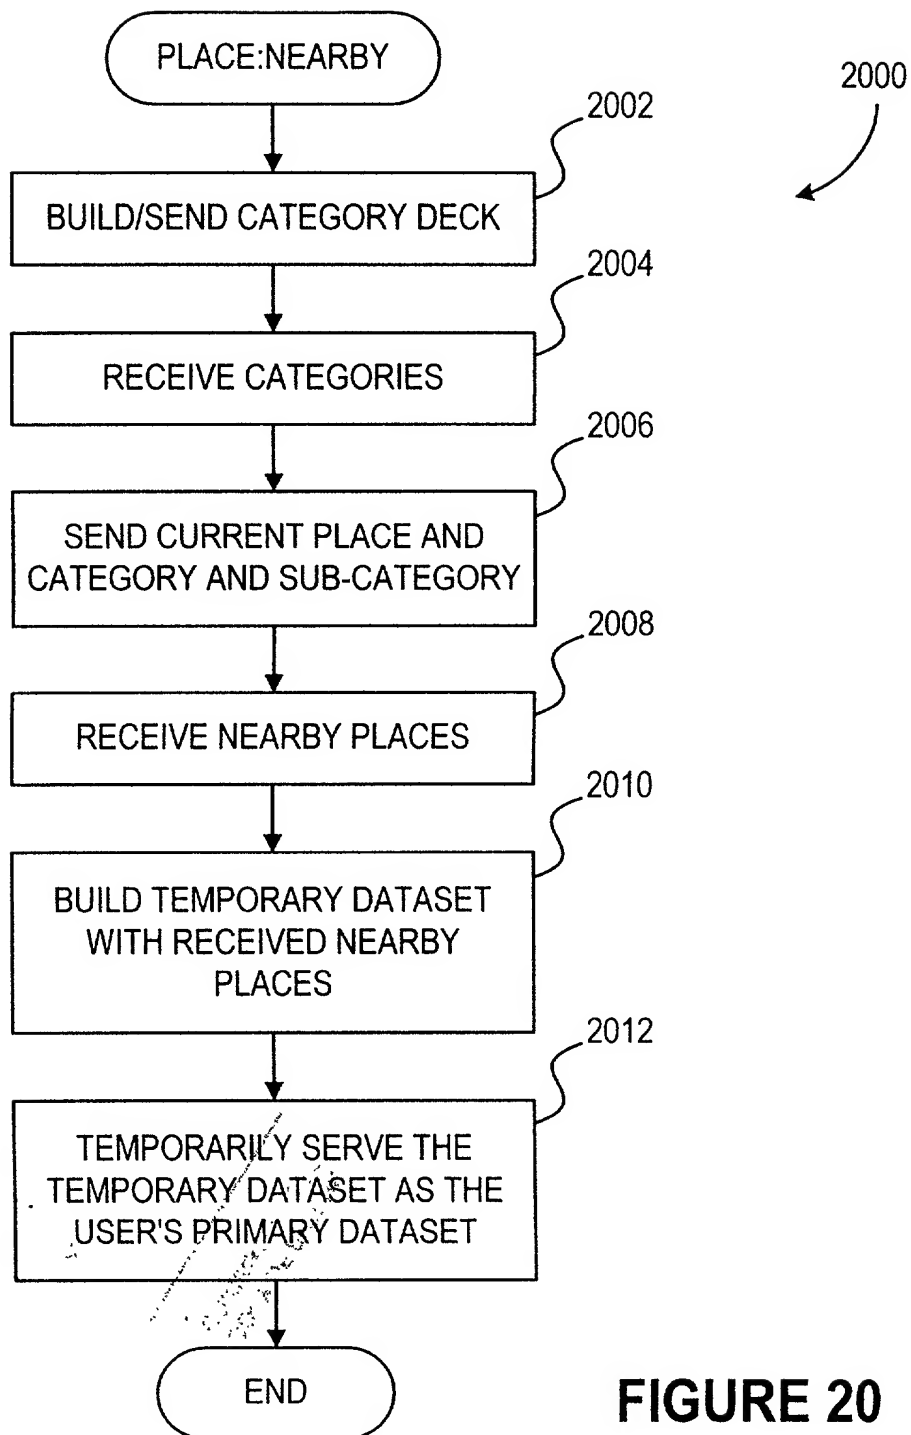 PLACE:NEARBY
2000
2002
BUILD/SEND CATEGORY DECK
2004
RECEIVE CATEGORIES
2006
SEND CURRENT PLACE AND
CATEGORY AND SUB-CATEGORY
2008
RECEIVE NEARBY PLACES
2010
BUILD TEMPORARY DATASET
WITH RECEIVED NEARBY
PLACES
2012
TEMPORARILY SERVE THE
TEMPORARY DATASET AS THE
USER'S PRIMARY DATASET
END
FIGURE 20